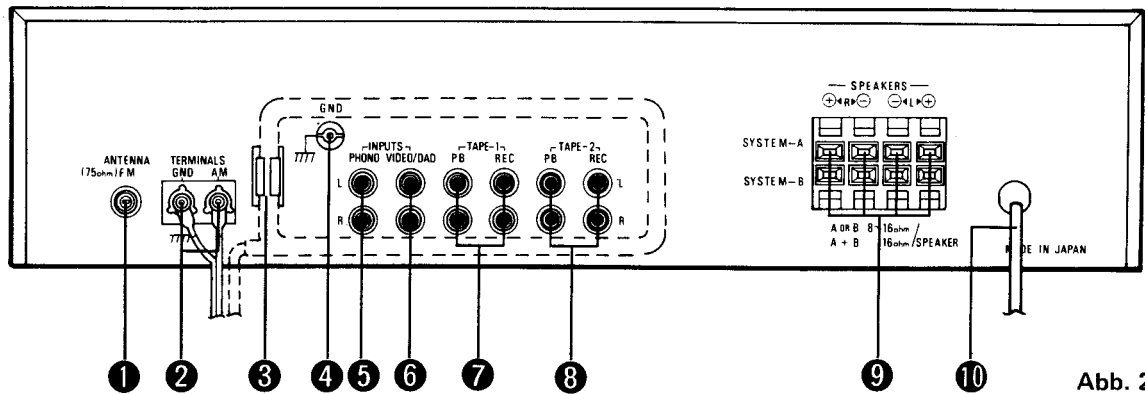 SPEAKERS
⊕◄R►⊖ ⊖◄L►⊕
GND
ANTENNA TERMINALS
(75ohm) FM GND AM
INPUTS TAPE-1 TAPE-2
PHONO VIDEO/DAD PB REC PB REC
SYSTEM-A
SYSTEM-B
L L
R R
A OR B 8~16ohm/SPEAKER
A + B 16ohm
MADE IN JAPAN
1 2 3 4 5 6 7 8 9 10
Abb. 2